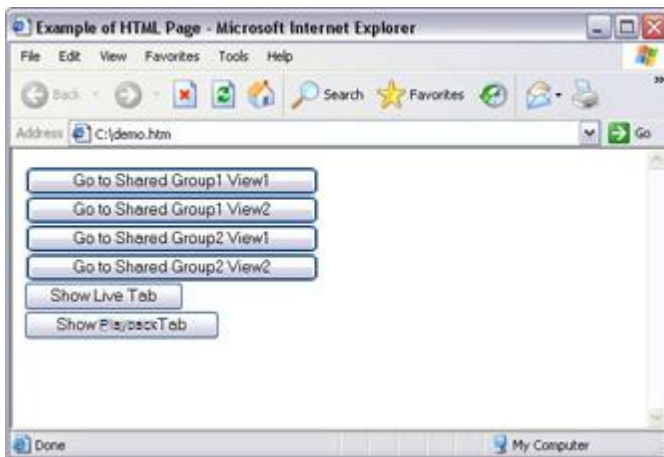 Example of HTML Page - Microsoft Internet Explorer
File Edit View Favorites Tools Help
Back Search Favorites
Address C:\demo.htm Go
Go to Shared Group1 View1
Go to Shared Group1 View2
Go to Shared Group2 View1
Go to Shared Group2 View2
Show Live Tab
Show Playback Tab
Done My Computer